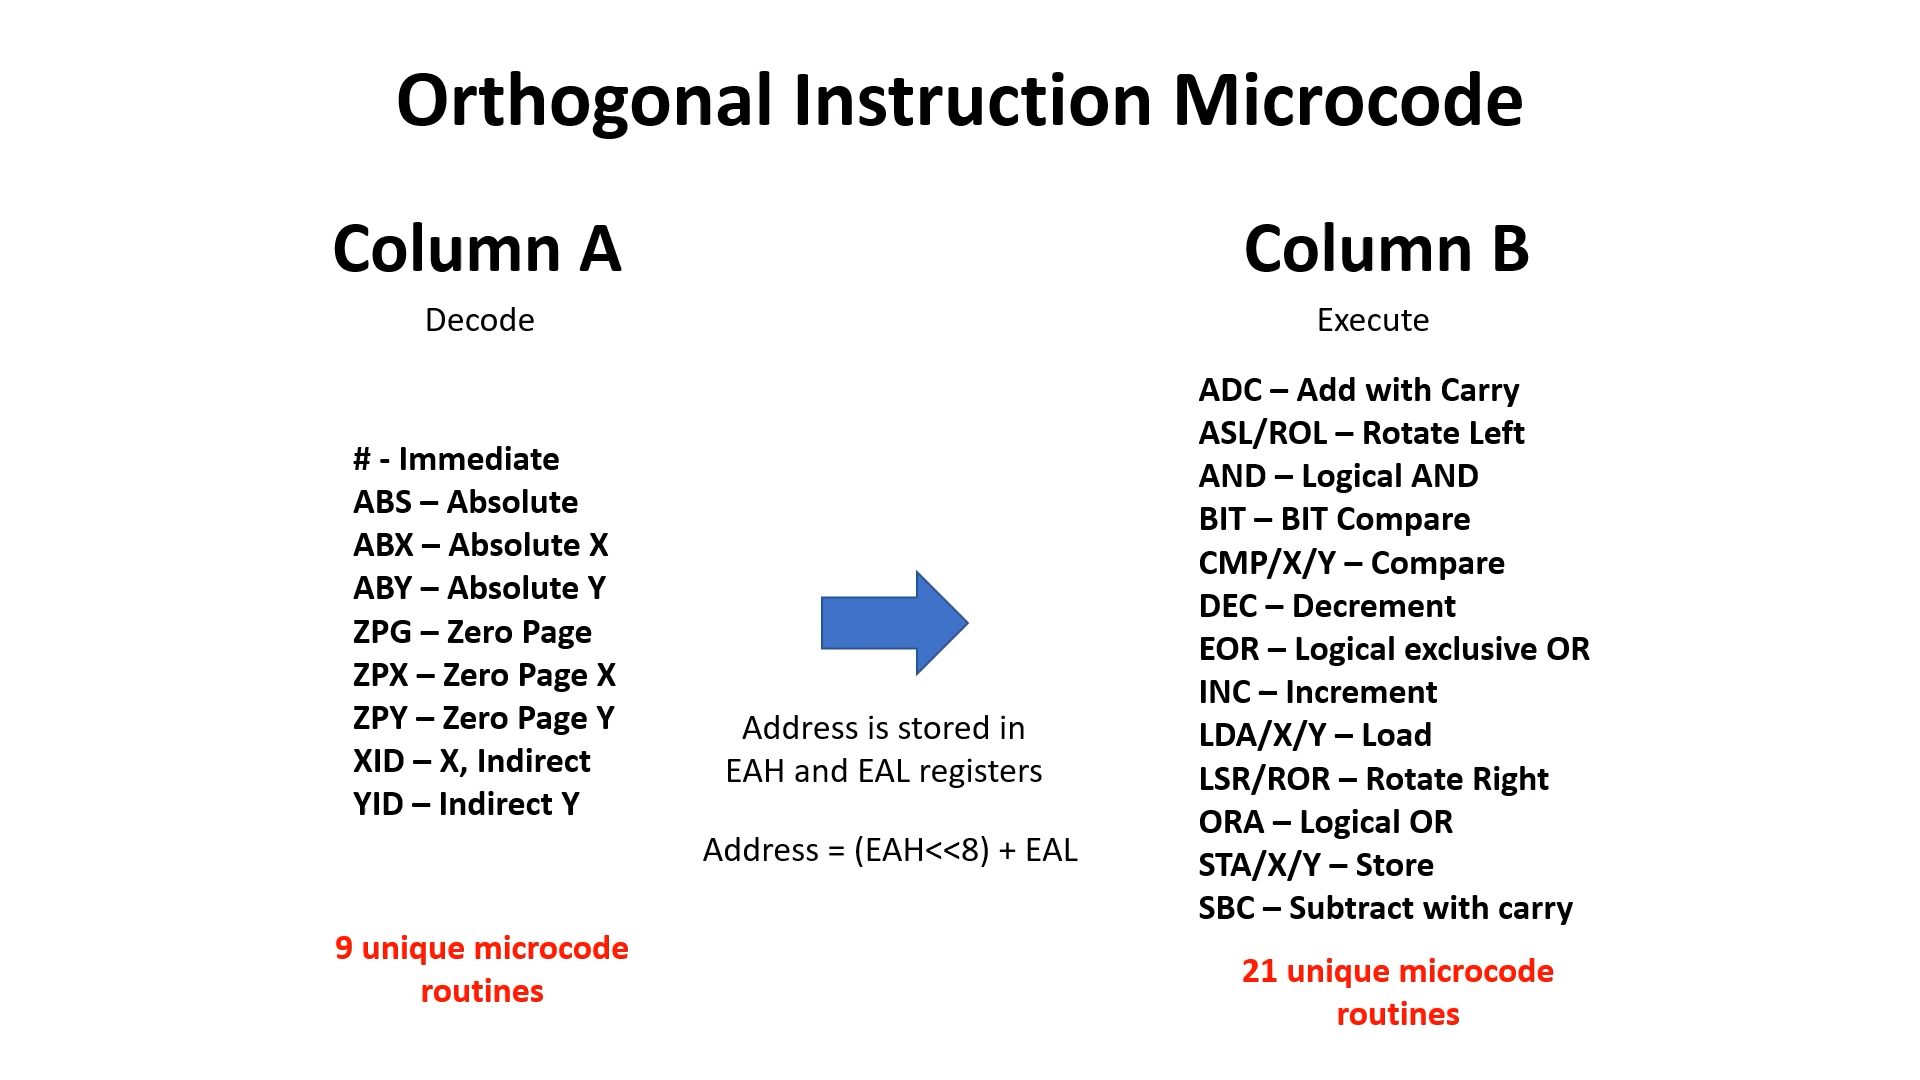 Orthogonal Instruction Microcode
Column A
Decode
# - Immediate
ABS – Absolute
ABX – Absolute X
ABY – Absolute Y
ZPG – Zero Page
ZPX – Zero Page X
ZPY – Zero Page Y
XID – X, Indirect
YID – Indirect Y
9 unique microcode
routines
Address is stored in
EAH and EAL registers
Address = (EAH<<8) + EAL
Column B
Execute
ADC – Add with Carry
ASL/ROL – Rotate Left
AND – Logical AND
BIT – BIT Compare
CMP/X/Y – Compare
DEC – Decrement
EOR – Logical exclusive OR
INC – Increment
LDA/X/Y – Load
LSR/ROR – Rotate Right
ORA – Logical OR
STA/X/Y – Store
SBC – Subtract with carry
21 unique microcode
routines